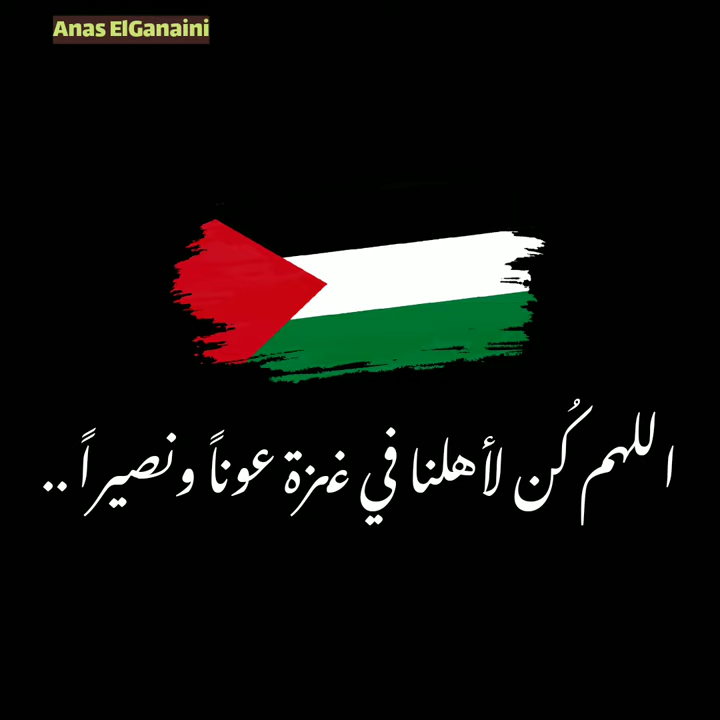 Anas ElGanaini
اللهم كُن لأهلنا في غزة عوناً ونصيراً ..